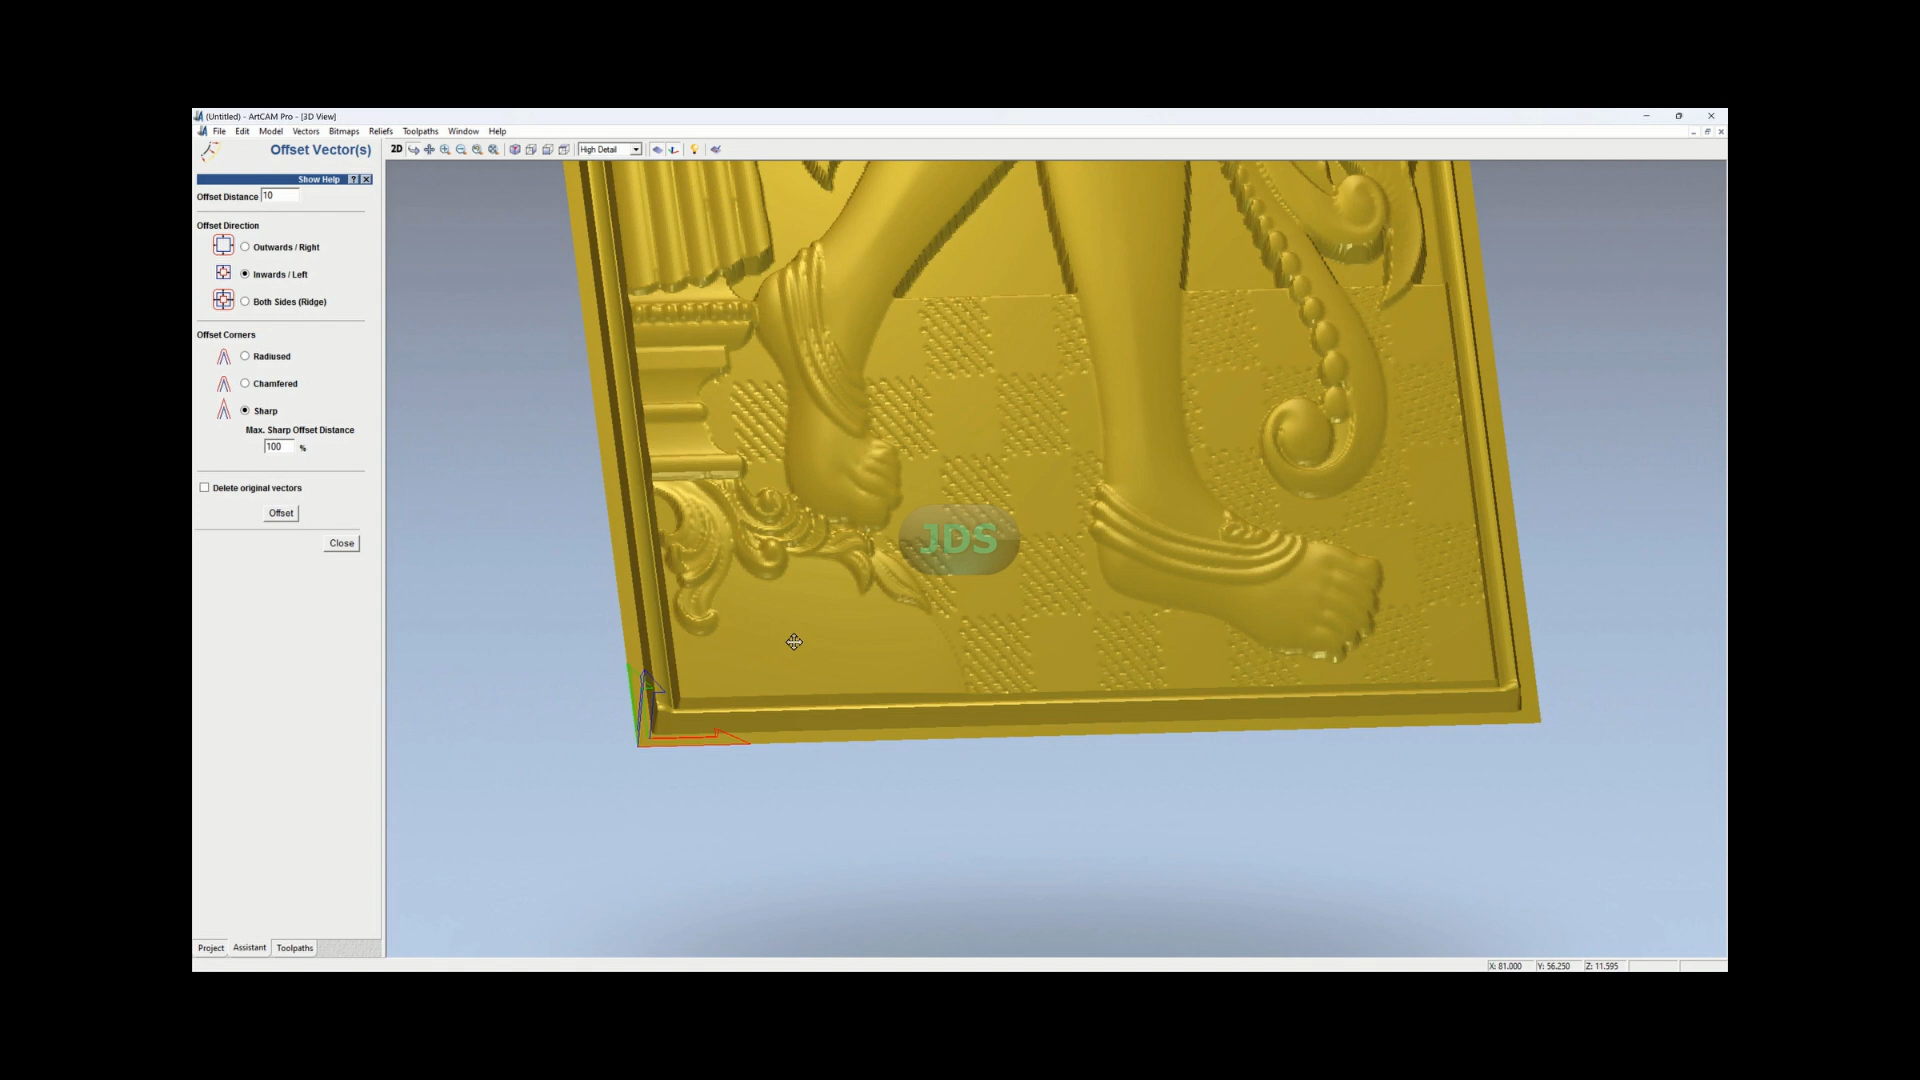 (Untitled) - ArtCAM Pro - [3D View]
File Edit Model Vectors Bitmaps Reliefs Toolpaths Window Help
Offset Vector(s)
2D High Detail
Show Help ?
Offset Distance 10
Offset Direction
Outwards / Right
Inwards / Left
Both Sides (Ridge)
Offset Corners
Radiused
Chamfered
Sharp
Max. Sharp Offset Distance
100 %
Delete original vectors
Offset
Close
JDS
Project Assistant Toolpaths
X: 81.000 Y: 56.250 Z: 11.595